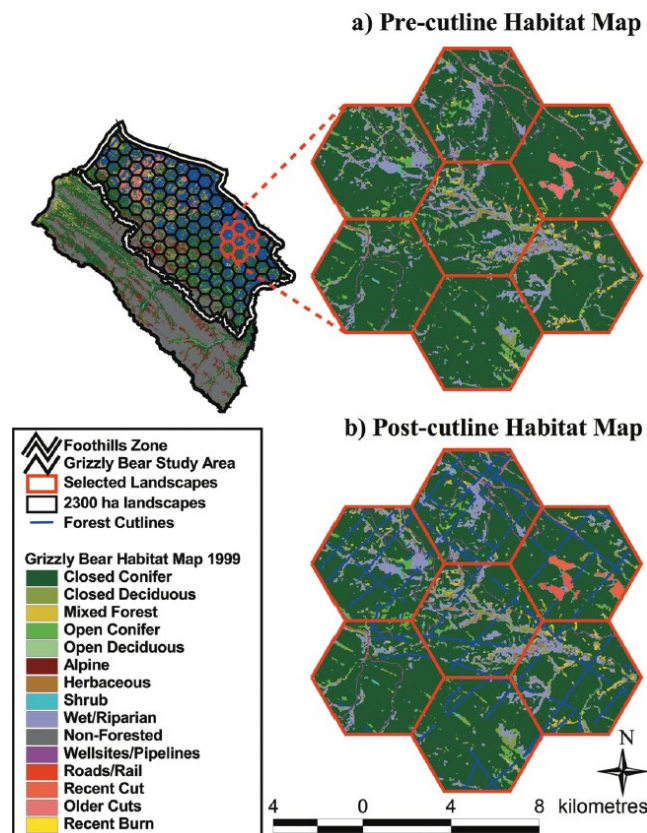 a) Pre-cutline Habitat Map
b) Post-cutline Habitat Map
Foothills Zone
Grizzly Bear Study Area
Selected Landscapes
2300 ha landscapes
Forest Cutlines
Grizzly Bear Habitat Map 1999
Closed Conifer
Closed Deciduous
Mixed Forest
Open Conifer
Open Deciduous
Alpine
Herbaceous
Shrub
Wet/Riparian
Non-Forested
Wellsites/Pipelines
Roads/Rail
Recent Cut
Older Cuts
Recent Burn
N
4 0 4 8 kilometres